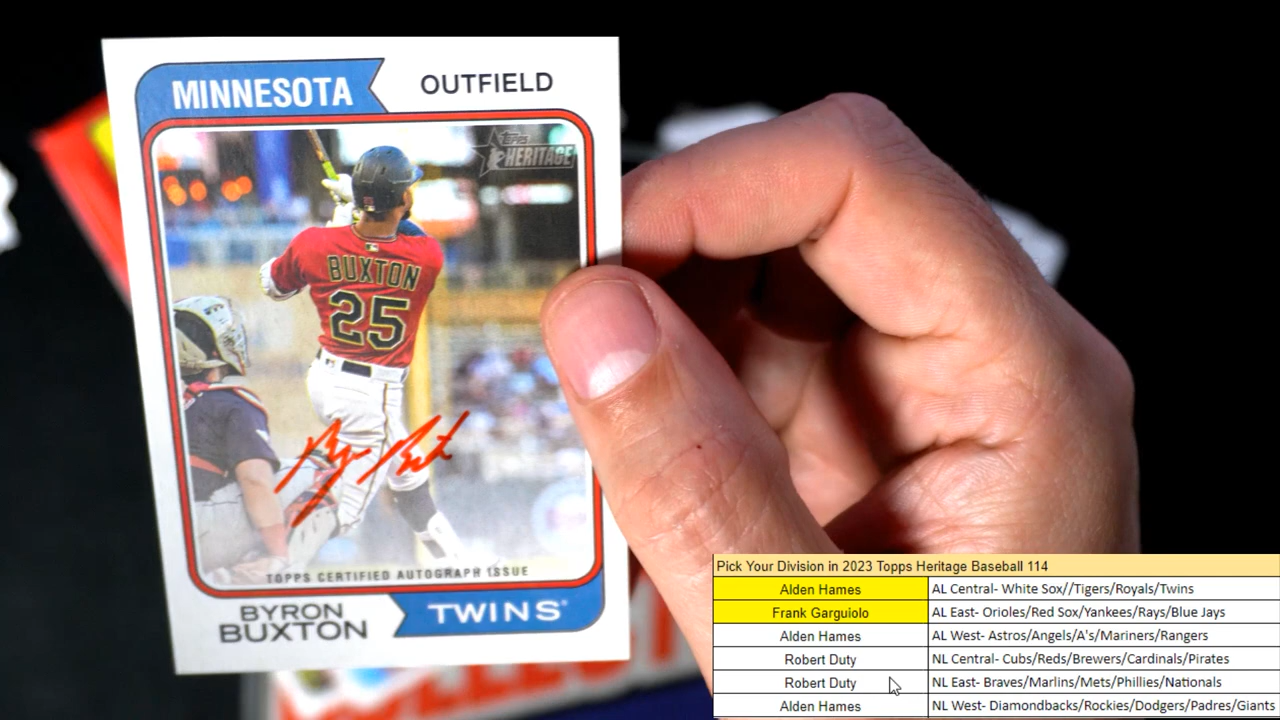 MINNESOTA
OUTFIELD
Topps
HERITAGE
BUXTON
25
TOPPS CERTIFIED AUTOGRAPH ISSUE
BYRON
BUXTON
TWINS
Pick Your Division in 2023 Topps Heritage Baseball 114
Alden Hames AL Central- White Sox//Tigers/Royals/Twins
Frank Garguiolo AL East- Orioles/Red Sox/Yankees/Rays/Blue Jays
Alden Hames AL West- Astros/Angels/A's/Mariners/Rangers
Robert Duty NL Central- Cubs/Reds/Brewers/Cardinals/Pirates
Robert Duty NL East- Braves/Marlins/Mets/Phillies/Nationals
Alden Hames NL West- Diamondbacks/Rockies/Dodgers/Padres/Giants